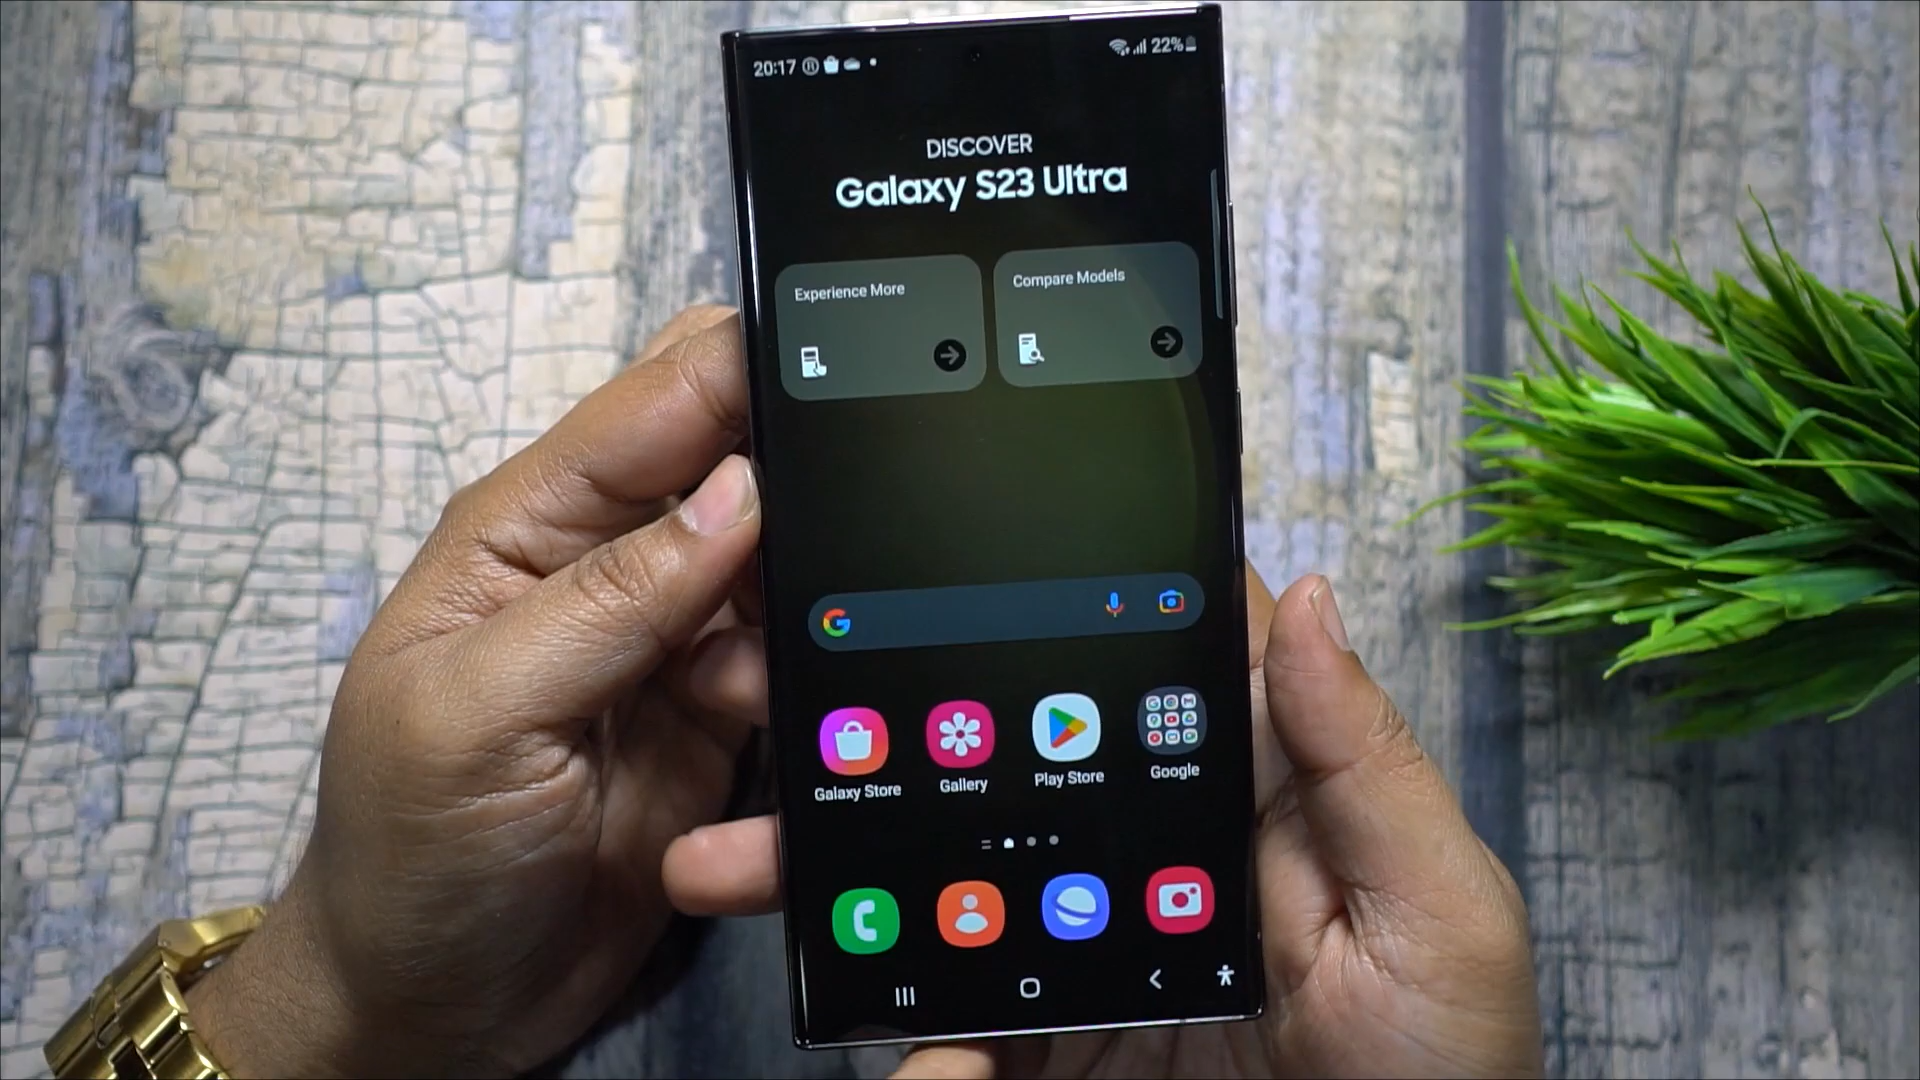 20:17
22%
DISCOVER
Galaxy S23 Ultra
Experience More
Compare Models
Galaxy Store
Gallery
Play Store
Google